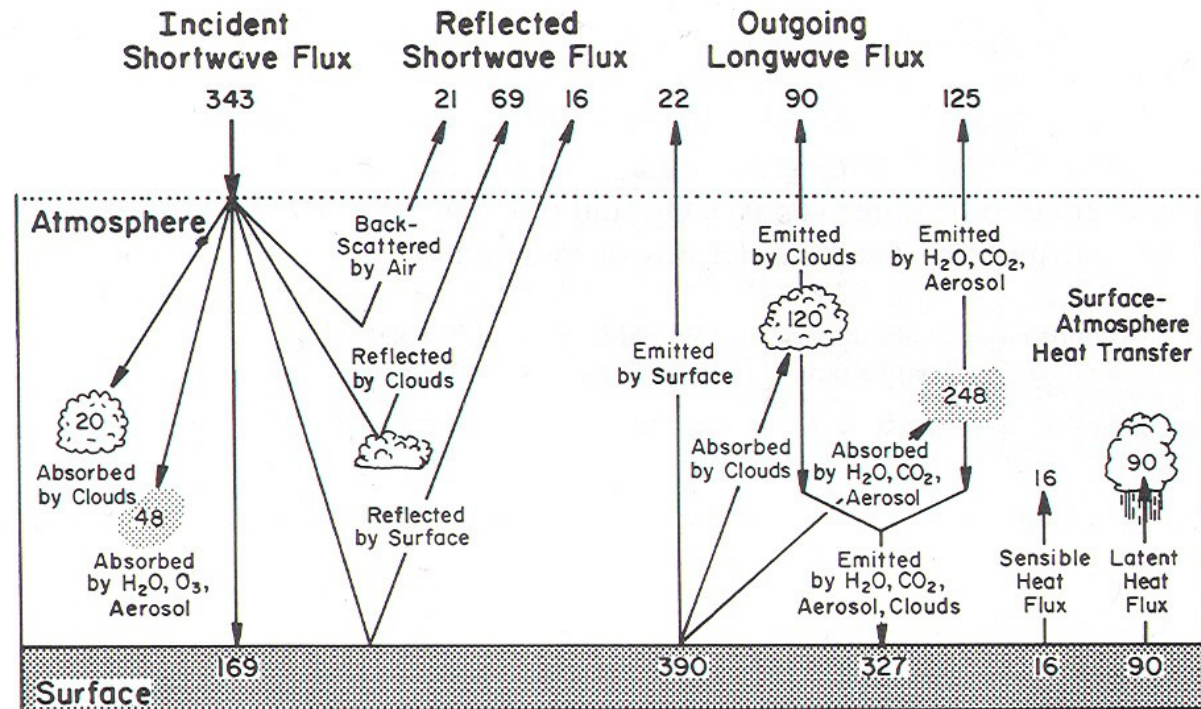 Incident
Shortwave Flux
343
Reflected
Shortwave Flux
21 69 16
Outgoing
Longwave Flux
22 90 125
Atmosphere
Back-
Scattered
by Air
Reflected
by Clouds
Reflected
by Surface
20
Absorbed
by Clouds
48
Absorbed
by H₂O, O₃,
Aerosol
Emitted
by Surface
Emitted
by Clouds
120
Absorbed
by Clouds
Emitted
by H₂O, CO₂,
Aerosol
248
Absorbed
by H₂O, CO₂,
Aerosol
Emitted
by H₂O, CO₂,
Aerosol, Clouds
Surface-
Atmosphere
Heat Transfer
16
Sensible
Heat
Flux
90
Latent
Heat
Flux
169 390 327 16 90
Surface